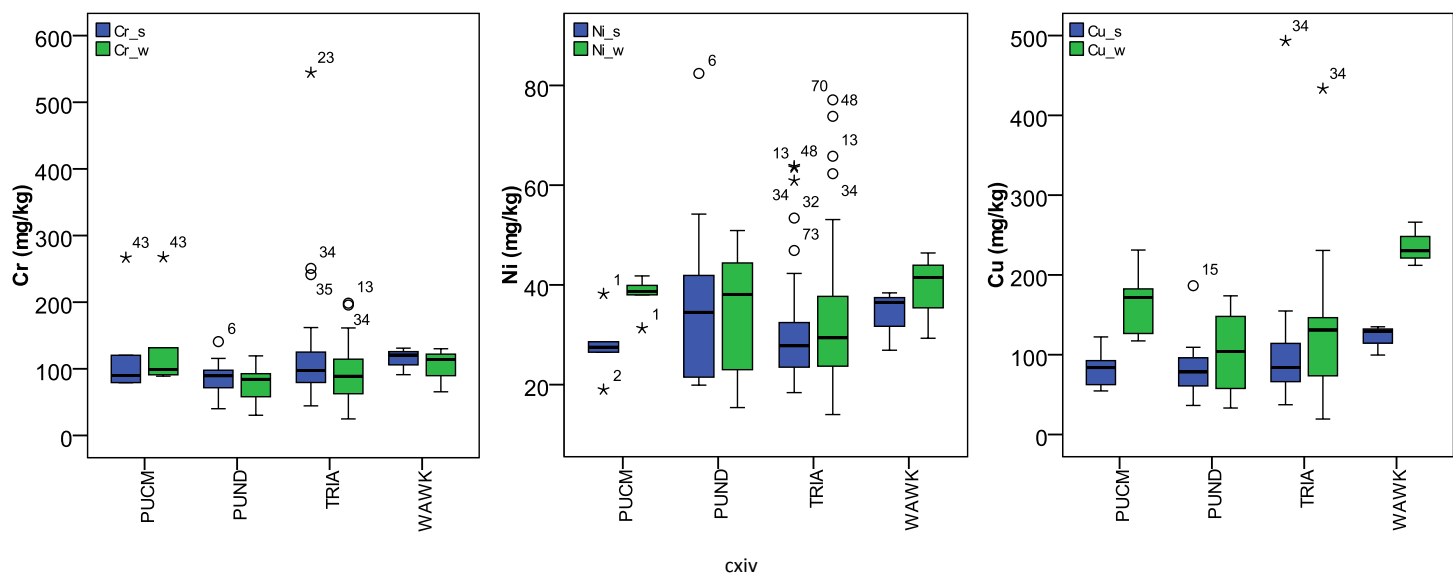 Cr_s
Cr_w
Cr (mg/kg)
600
500
400
300
200
100
0
43
43
6
23
34
35
13
34
PUCM
PUND
TRIA
WAWK
Ni_s
Ni_w
Ni (mg/kg)
80
60
40
20
1
2
1
6
13
48
34
32
73
70
48
13
34
PUCM
PUND
TRIA
WAWK
Cu_s
Cu_w
Cu (mg/kg)
500
400
300
200
100
0
15
34
34
PUCM
PUND
TRIA
WAWK
cxiv